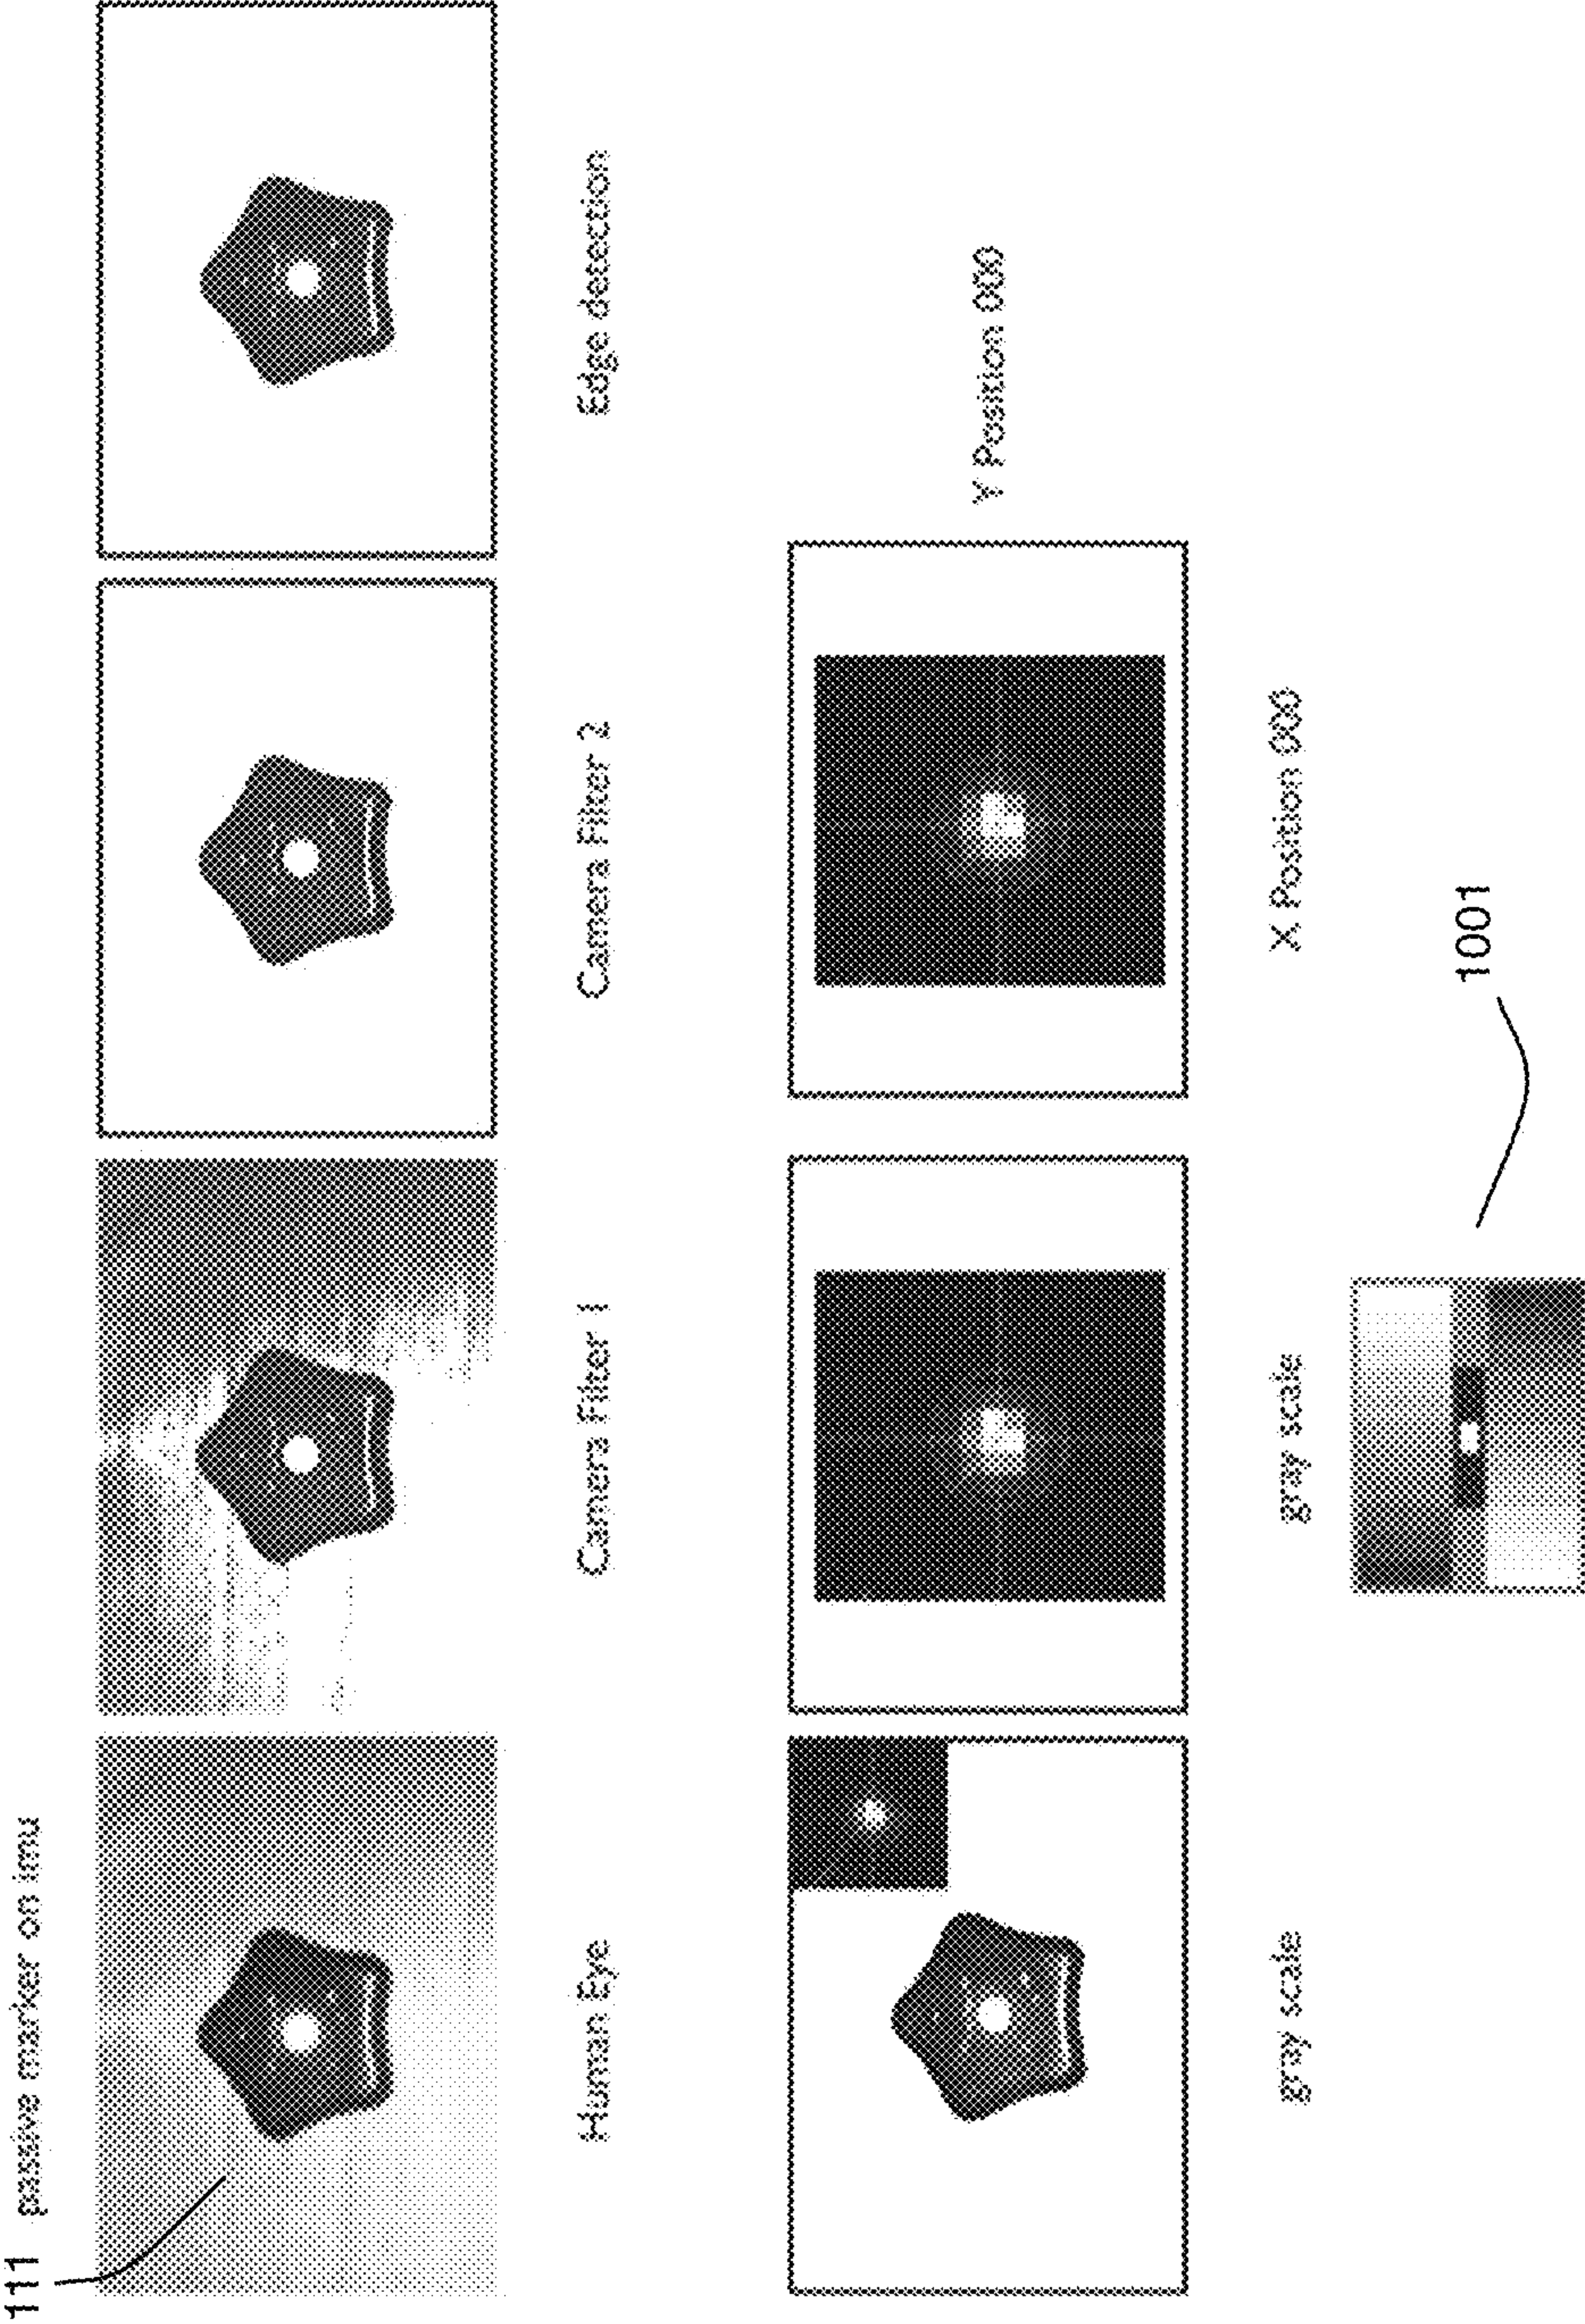 111 passive marker on imu
Human Eye
Camera Filter 1
Camera Filter 2
Edge detection
gray scale
gray scale
X Position 000
Y Position 000
1001